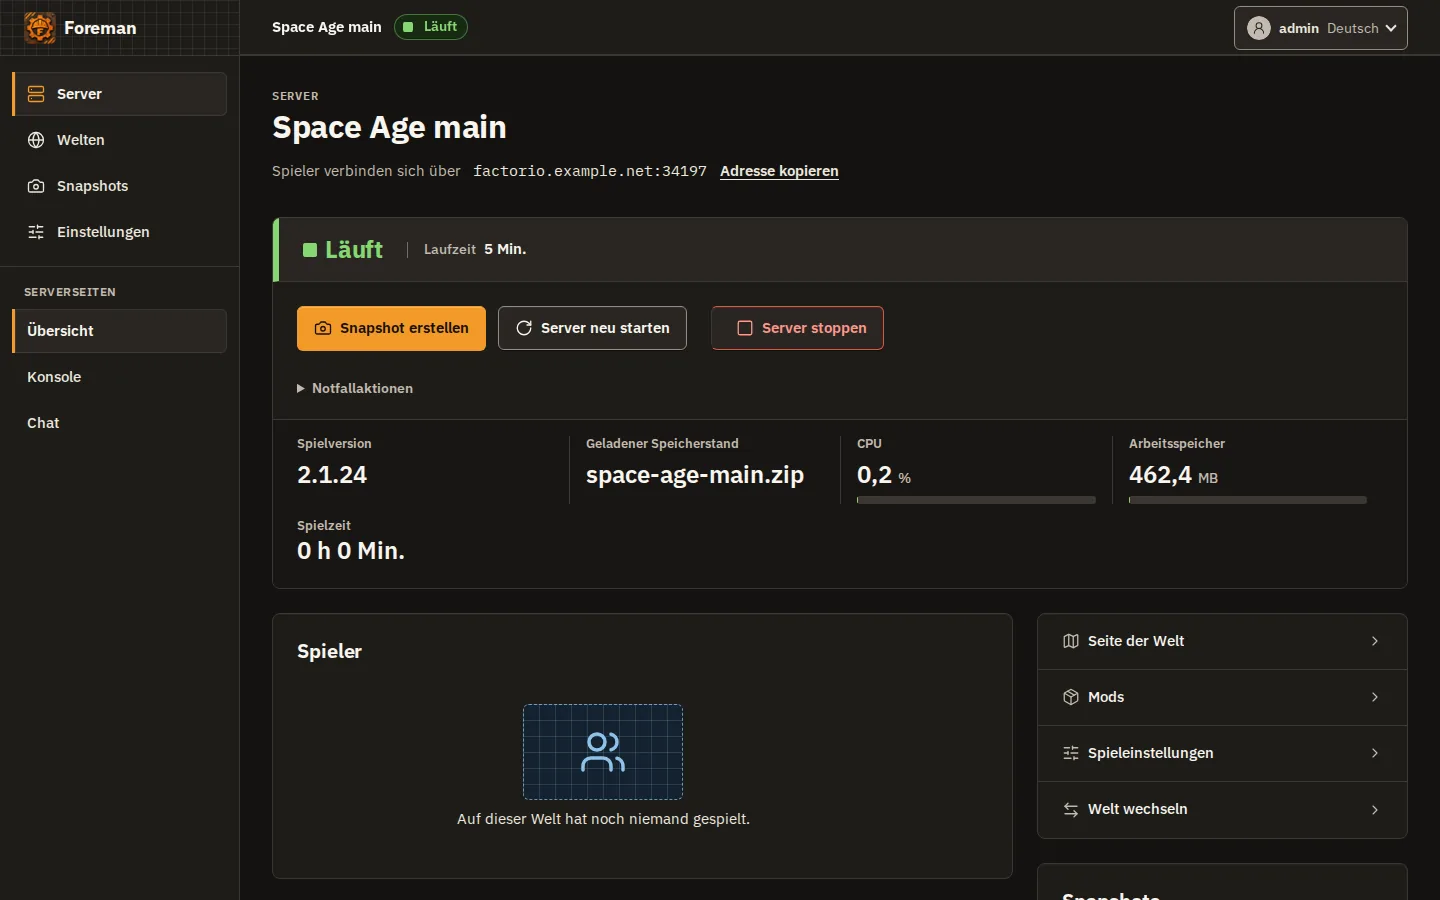 Foreman
Space Age main
Läuft
admin Deutsch
Server
Welten
Snapshots
Einstellungen
SERVERSEITEN
Übersicht
Konsole
Chat
SERVER
Space Age main
Spieler verbinden sich über factorio.example.net:34197 Adresse kopieren
Läuft
Laufzeit 5 Min.
Snapshot erstellen
Server neu starten
Server stoppen
Notfallaktionen
Spielversion
2.1.24
Geladener Speicherstand
space-age-main.zip
CPU
0,2 %
Arbeitsspeicher
462,4 MB
Spielzeit
0 h 0 Min.
Spieler
Auf dieser Welt hat noch niemand gespielt.
Seite der Welt
Mods
Spieleinstellungen
Welt wechseln
Snapshots